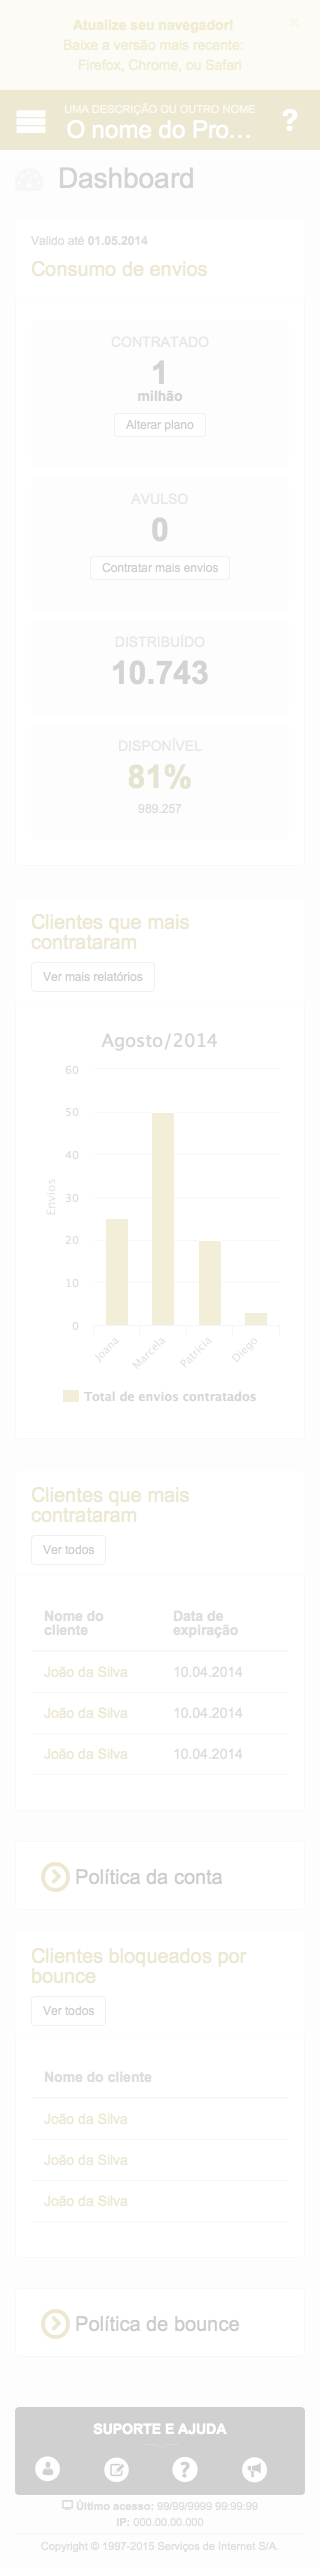 Atualize seu navegador!
×
Baixe a versão mais recente:
Firefox, Chrome, ou Safari
UMA DESCRIÇÃO OU OUTRO NOME
O nome do Pro...
?
Dashboard
Valido até 01.05.2014
Consumo de envios
CONTRATADO
1
milhão
Alterar plano
AVULSO
0
Contratar mais envios
DISTRIBUÍDO
10.743
DISPONÍVEL
81%
989.257
Clientes que mais
contrataram
Ver mais relatórios
Agosto/2014
60
50
40
30
20
10
0
Envios
Joana
Marcela
Patricia
Diego
Total de envios contratados
Clientes que mais
contrataram
Ver todos
Nome do
cliente
Data de
expiração
João da Silva 10.04.2014
João da Silva 10.04.2014
João da Silva 10.04.2014
Política da conta
Clientes bloqueados por
bounce
Ver todos
Nome do cliente
João da Silva
João da Silva
João da Silva
Política de bounce
SUPORTE E AJUDA
?
Último acesso: 99/99/9999 99:99:99
IP: 000.00.00.000
Copyright © 1997-2015 Serviços de Internet S/A.